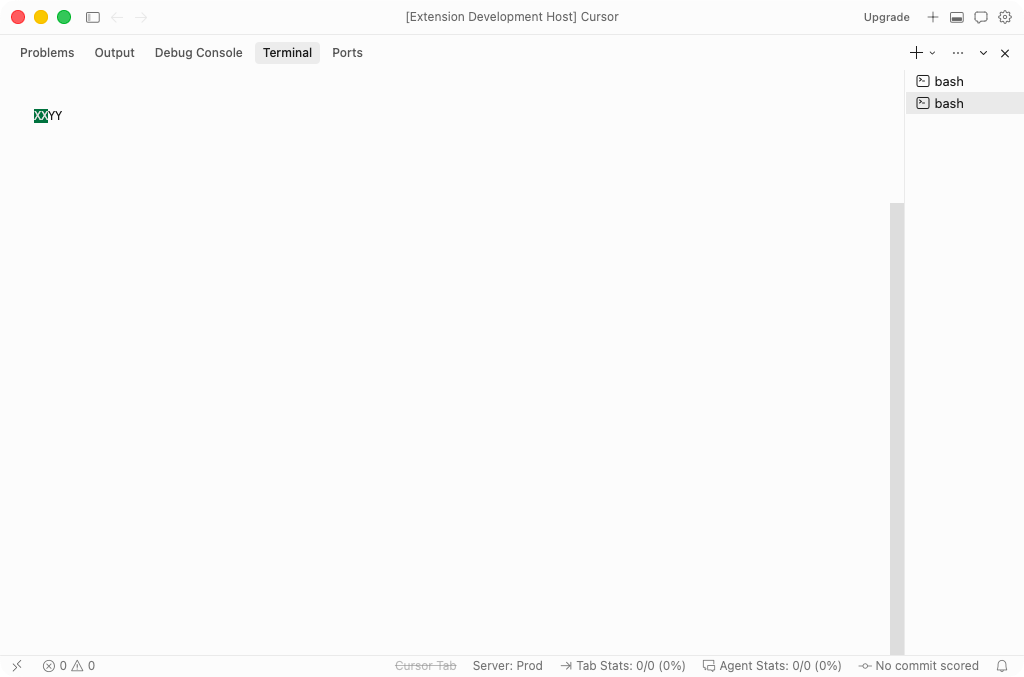 [Extension Development Host] Cursor
Upgrade
Problems Output Debug Console Terminal Ports
bash
bash
XXYY
0 0
Cursor Tab Server: Prod Tab Stats: 0/0 (0%) Agent Stats: 0/0 (0%) No commit scored